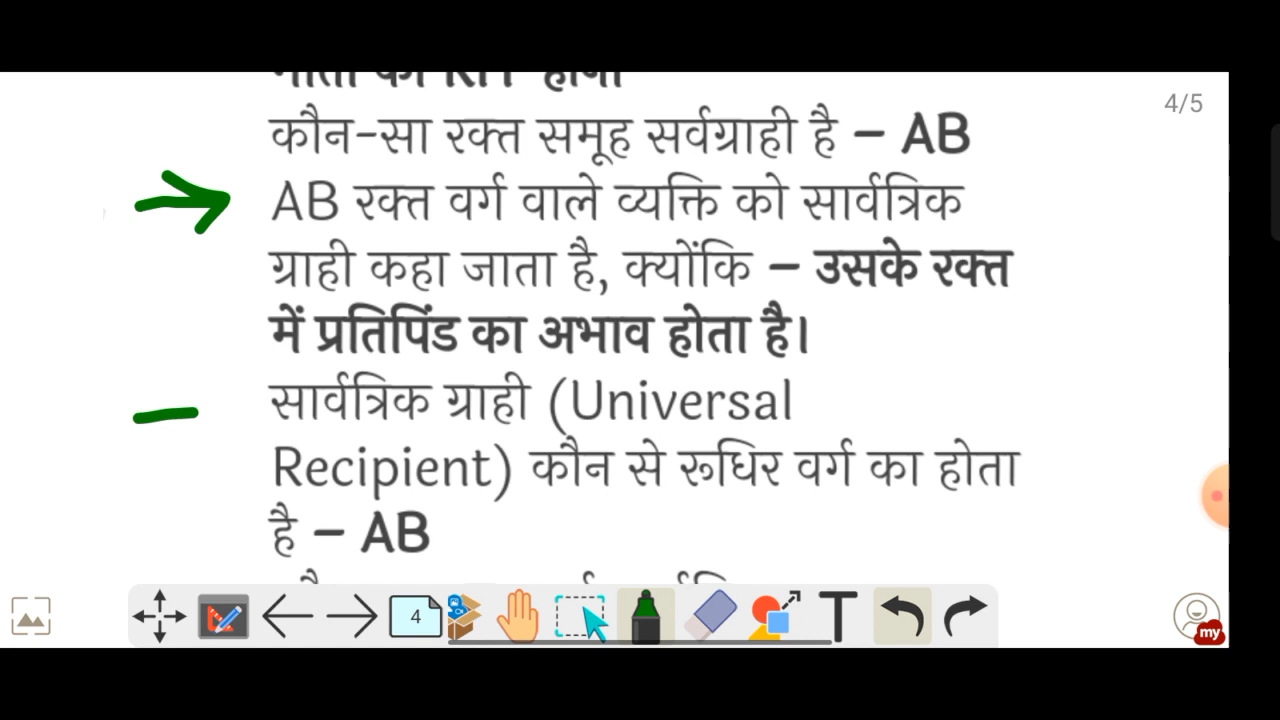 4/5
कौन-सा रक्त समूह सर्वग्राही है – AB
AB रक्त वर्ग वाले व्यक्ति को सार्वत्रिक
ग्राही कहा जाता है, क्योंकि – उसके रक्त
में प्रतिपिंड का अभाव होता है।
सार्वत्रिक ग्राही (Universal
Recipient) कौन से रूधिर वर्ग का होता
है – AB
4
T
my